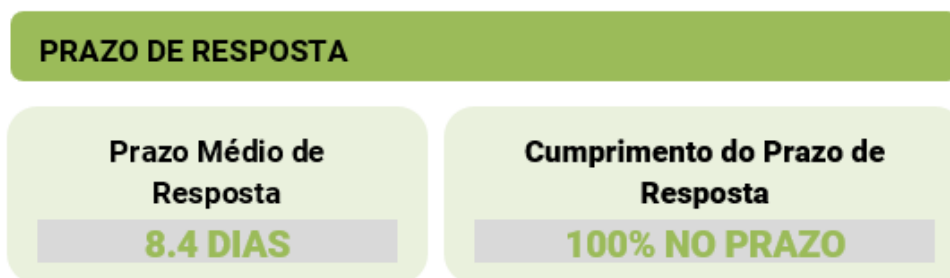 PRAZO DE RESPOSTA
Prazo Médio de
Resposta
8.4 DIAS
Cumprimento do Prazo de
Resposta
100% NO PRAZO